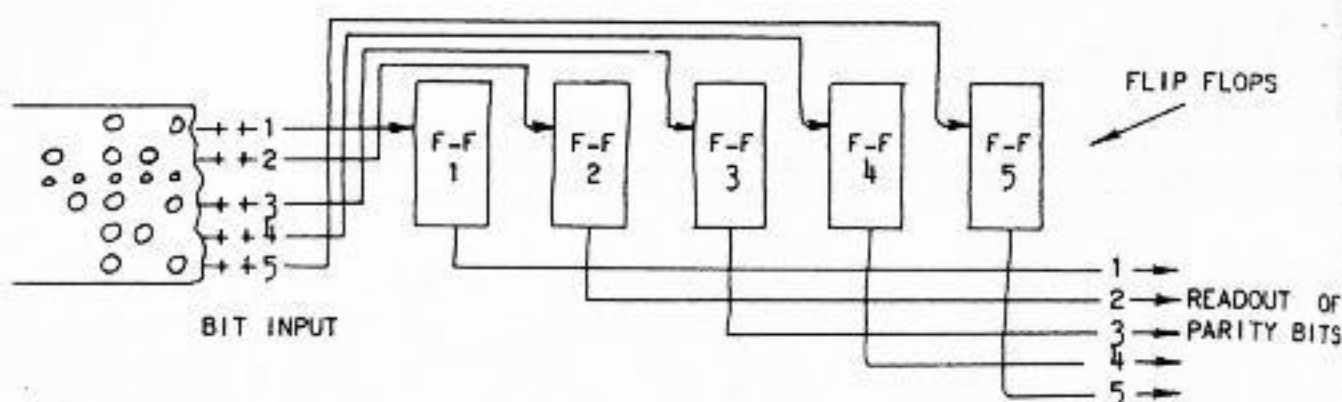 FLIP FLOPS
+ + 1
+ + 2
+ + 3
+ + 4
+ + 5
F-F
1
F-F
2
F-F
3
F-F
4
F-F
5
BIT INPUT
1
2 READOUT OF
3 PARITY BITS
4
5